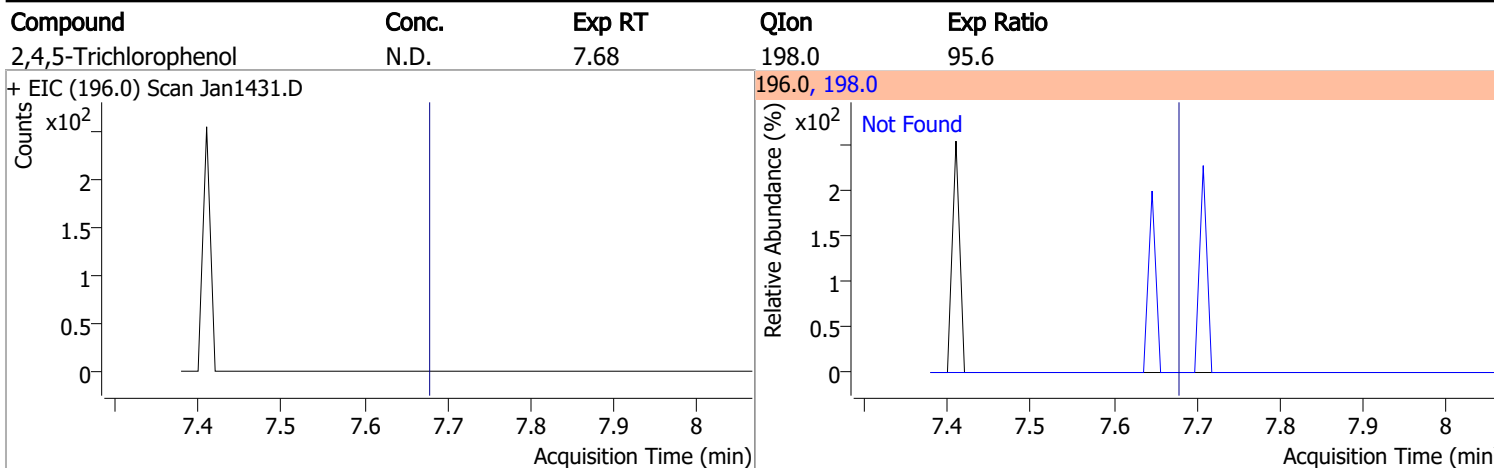 Compound Conc. Exp RT QIon Exp Ratio
2,4,5-Trichlorophenol N.D. 7.68 198.0 95.6
+ EIC (196.0) Scan Jan1431.D
Counts
x10²
2
1.5
1
0.5
0
7.4 7.5 7.6 7.7 7.8 7.9 8
Acquisition Time (min)
196.0, 198.0
Relative Abundance (%)
x10²
Not Found
2
1.5
1
0.5
0
7.4 7.5 7.6 7.7 7.8 7.9 8
Acquisition Time (min